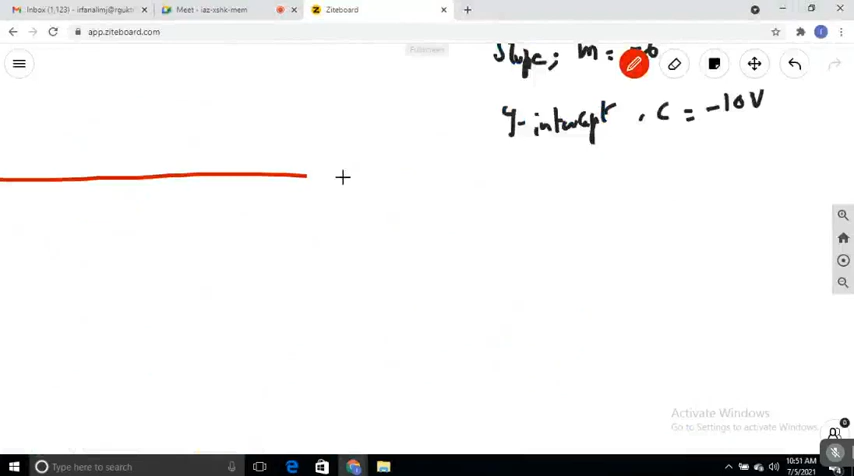 Inbox (1,123) - irfanalimj@rgukt
Meet - iaz-xshk-mem
Ziteboard
app.ziteboard.com
Fullscreen
Slope; m =
y-intercept , c = -10V
Activate Windows
Go to Settings to activate Windows.
Type here to search
10:51 AM
7/5/2021